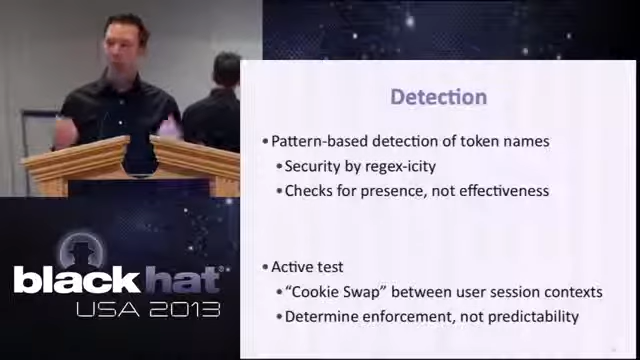 Detection
• Pattern-based detection of token names
• Security by regex-icity
• Checks for presence, not effectiveness
• Active test
• “Cookie Swap” between user session contexts
• Determine enforcement, not predictability
black hat®
USA 2013